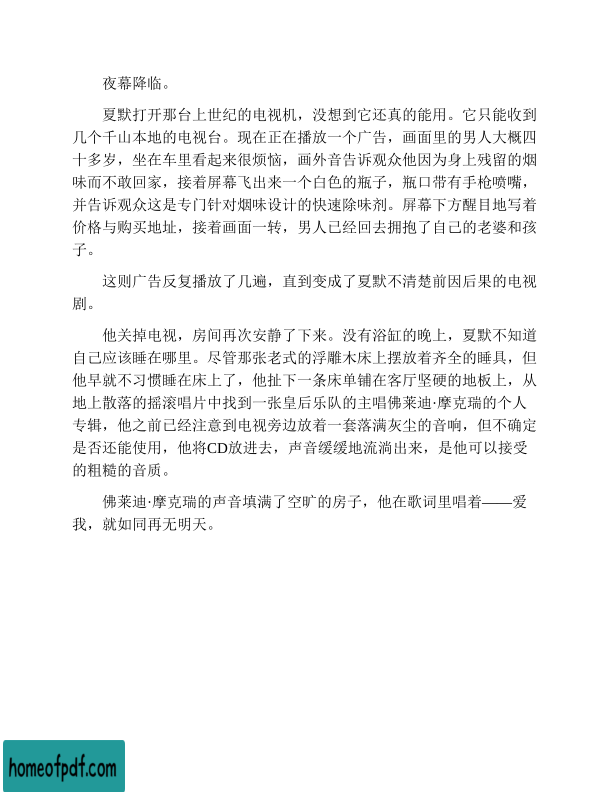 夜幕降临。
夏默打开那台上世纪的电视机，没想到它还真的能用。它只能收到
几个千山本地的电视台。现在正在播放一个广告，画面里的男人大概四
十多岁，坐在车里看起来很烦恼，画外音告诉观众他因为身上残留的烟
味而不敢回家，接着屏幕飞出来一个白色的瓶子，瓶口带有手枪喷嘴，
并告诉观众这是专门针对烟味设计的快速除味剂。屏幕下方醒目地写着
价格与购买地址，接着画面一转，男人已经回去拥抱了自己的老婆和孩
子。
这则广告反复播放了几遍，直到变成了夏默不清楚前因后果的电视
剧。
他关掉电视，房间再次安静了下来。没有浴缸的晚上，夏默不知道
自己应该睡在哪里。尽管那张老式的浮雕木床上摆放着齐全的睡具，但
他早就不习惯睡在床上了，他扯下一条床单铺在客厅坚硬的地板上，从
地上散落的摇滚唱片中找到一张皇后乐队的主唱佛莱迪·摩克瑞的个人
专辑，他之前已经注意到电视旁边放着一套落满灰尘的音响，但不确定
是否还能使用，他将CD放进去，声音缓缓地流淌出来，是他可以接受
的粗糙的音质。
佛莱迪·摩克瑞的声音填满了空旷的房子，他在歌词里唱着——爱
我，就如同再无明天。
homeofpdf.com